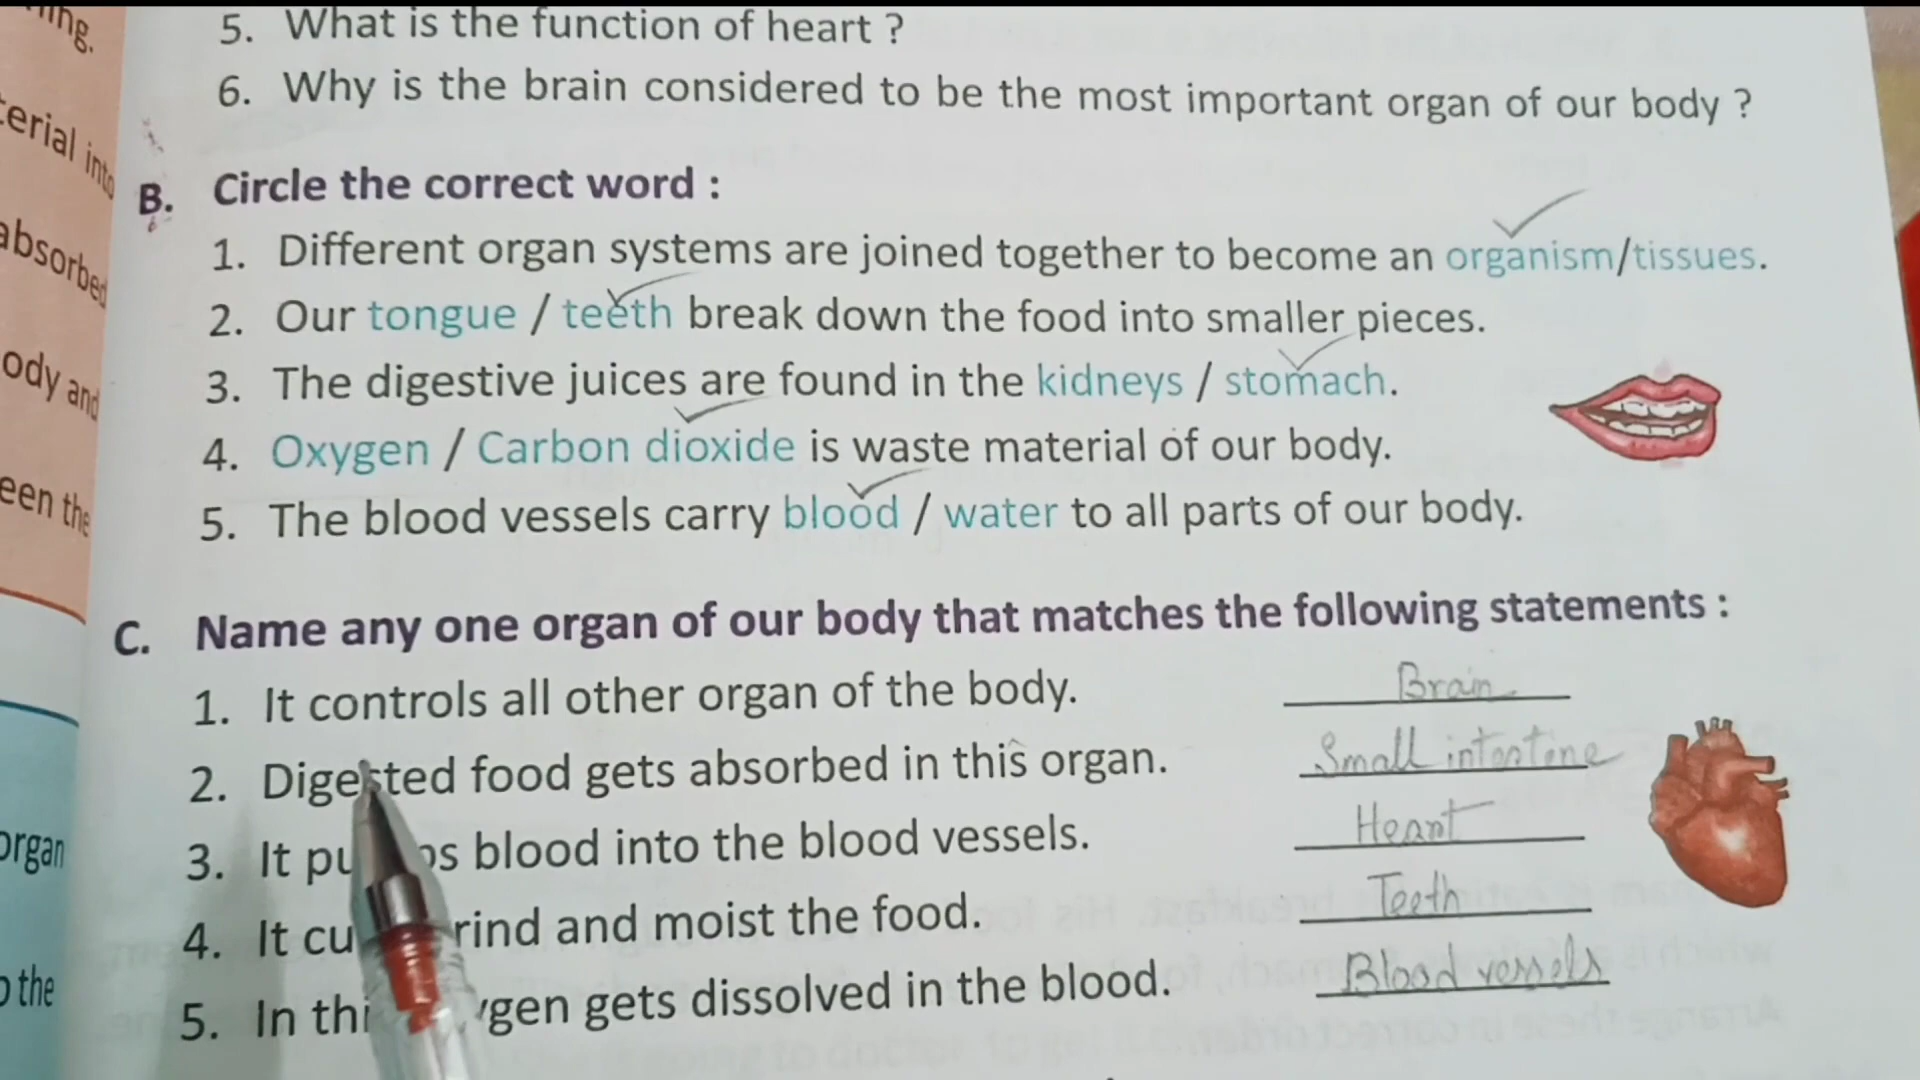 5. What is the function of heart ?
6. Why is the brain considered to be the most important organ of our body ?
B. Circle the correct word :
1. Different organ systems are joined together to become an organism/tissues.
2. Our tongue / teeth break down the food into smaller pieces.
3. The digestive juices are found in the kidneys / stomach.
4. Oxygen / Carbon dioxide is waste material of our body.
5. The blood vessels carry blood / water to all parts of our body.
C. Name any one organ of our body that matches the following statements :
1. It controls all other organ of the body. Brain
2. Digested food gets absorbed in this organ. Small intestine
3. It blood into the blood vessels. Heart
4. It and moist the food. Teeth
5. In gets dissolved in the blood. Blood vessels
absorbed
ody and
een the
organ
the